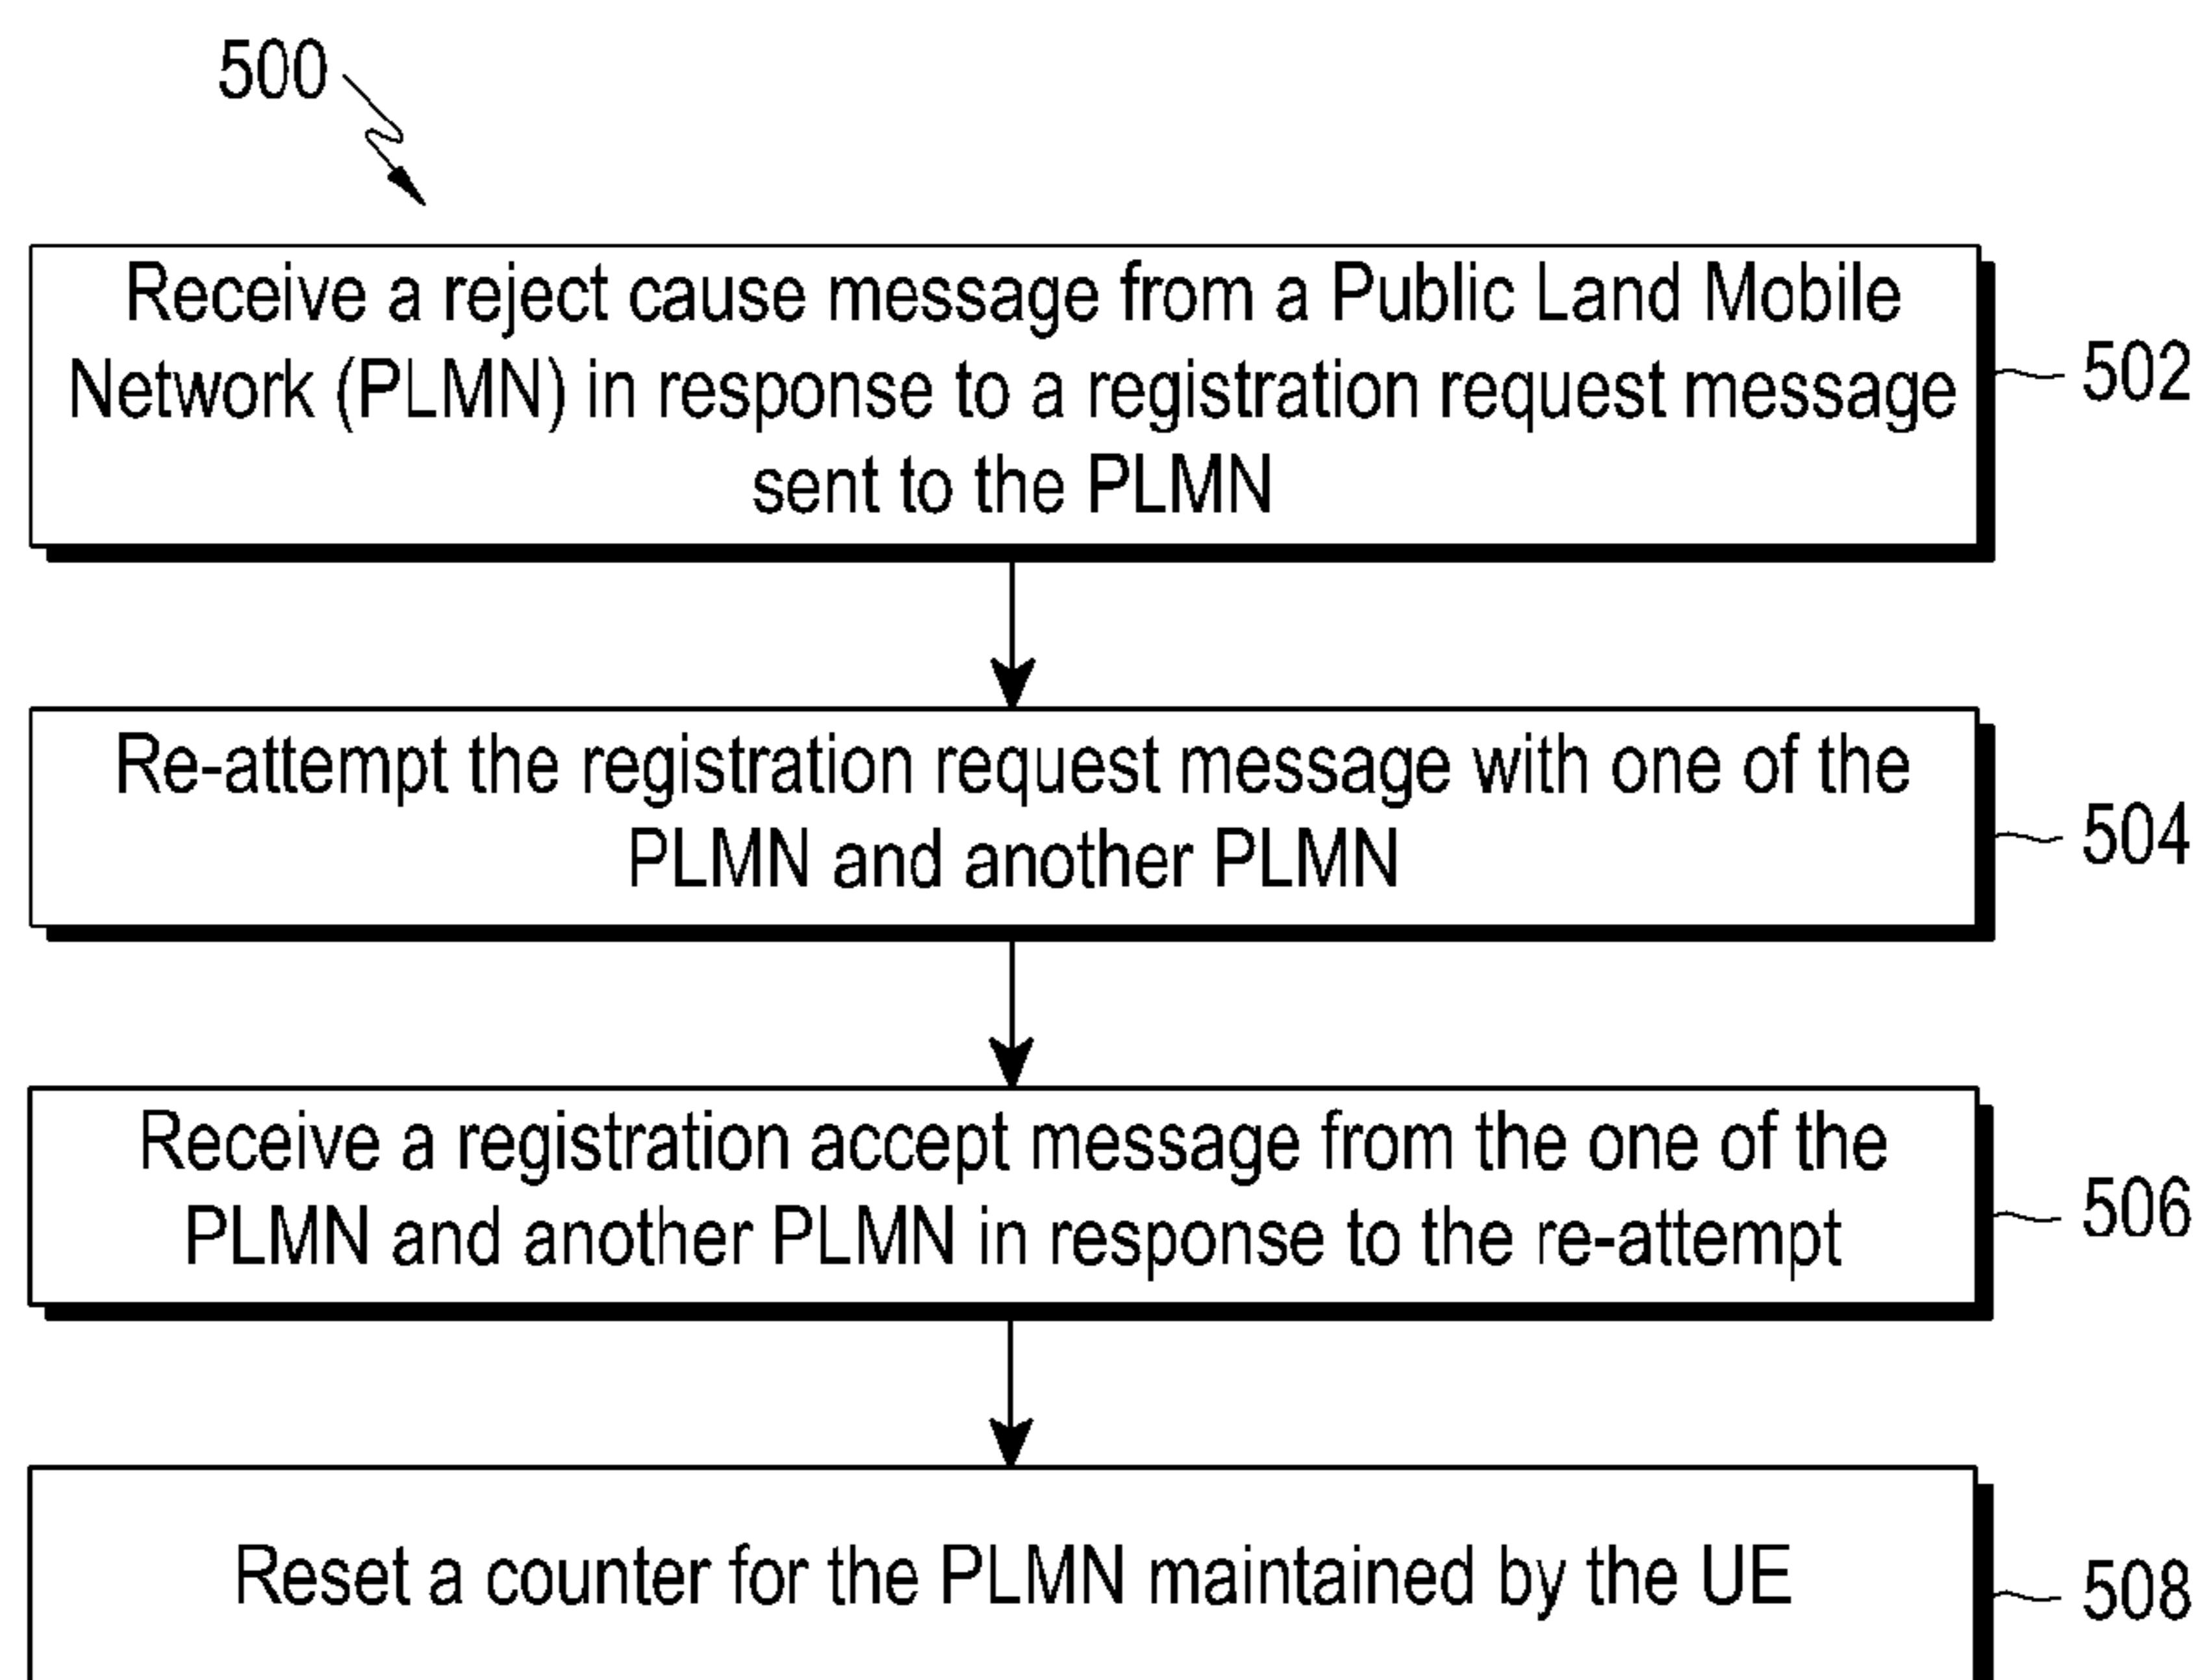 500
Receive a reject cause message from a Public Land Mobile
Network (PLMN) in response to a registration request message
sent to the PLMN
502
Re-attempt the registration request message with one of the
PLMN and another PLMN
504
Receive a registration accept message from the one of the
PLMN and another PLMN in response to the re-attempt
506
Reset a counter for the PLMN maintained by the UE
508